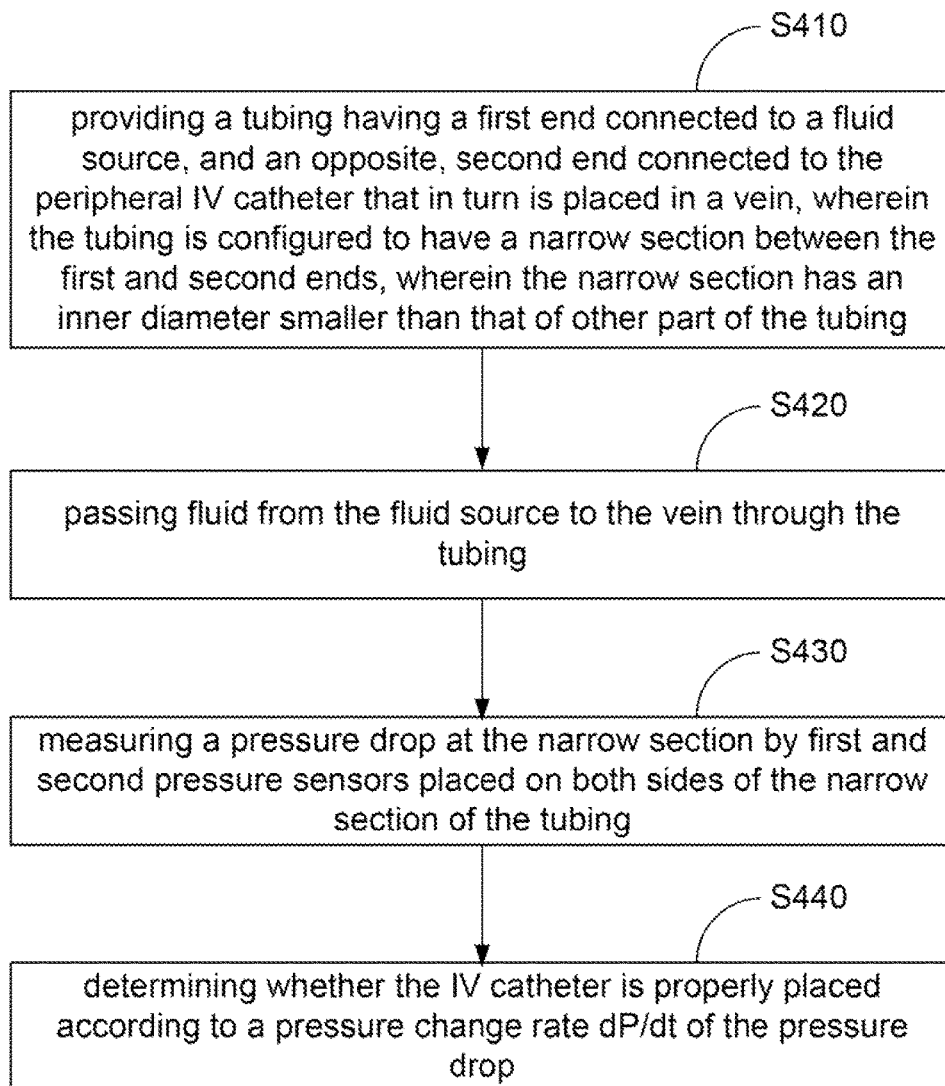 S410
providing a tubing having a first end connected to a fluid
source, and an opposite, second end connected to the
peripheral IV catheter that in turn is placed in a vein, wherein
the tubing is configured to have a narrow section between the
first and second ends, wherein the narrow section has an
inner diameter smaller than that of other part of the tubing
S420
passing fluid from the fluid source to the vein through the
tubing
S430
measuring a pressure drop at the narrow section by first and
second pressure sensors placed on both sides of the narrow
section of the tubing
S440
determining whether the IV catheter is properly placed
according to a pressure change rate dP/dt of the pressure
drop